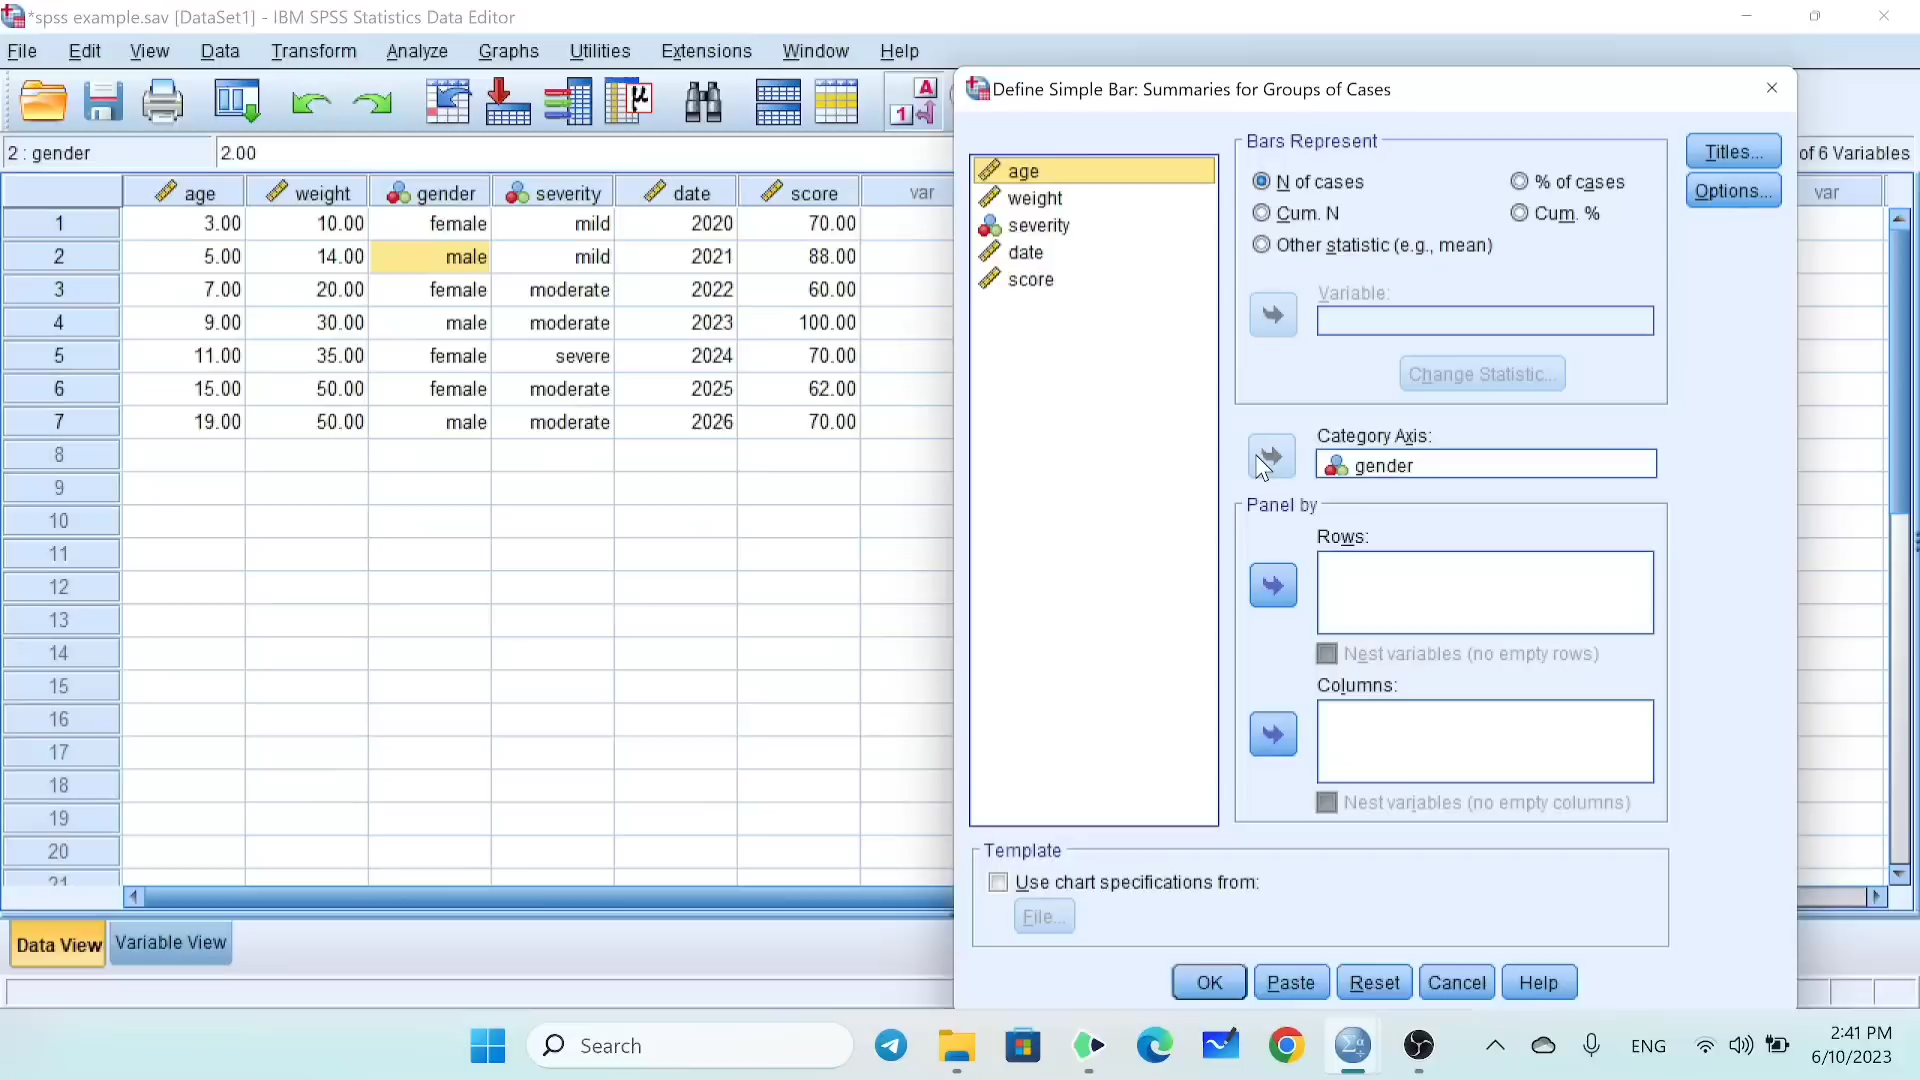 *spss example.sav [DataSet1] - IBM SPSS Statistics Data Editor
File Edit View Data Transform Analyze Graphs Utilities Extensions Window Help
2 : gender 2.00 of 6 Variables
age weight gender severity date score var var
1 3.00 10.00 female mild 2020 70.00
2 5.00 14.00 male mild 2021 88.00
3 7.00 20.00 female moderate 2022 60.00
4 9.00 30.00 male moderate 2023 100.00
5 11.00 35.00 female severe 2024 70.00
6 15.00 50.00 female moderate 2025 62.00
7 19.00 50.00 male moderate 2026 70.00
8
9
10
11
12
13
14
15
16
17
18
19
20
21
Data View Variable View
Define Simple Bar: Summaries for Groups of Cases
age
weight
severity
date
score
Bars Represent
N of cases % of cases
Cum. N Cum. %
Other statistic (e.g., mean)
Variable:
Change Statistic...
Category Axis:
gender
Panel by
Rows:
Nest variables (no empty rows)
Columns:
Nest variables (no empty columns)
Titles...
Options...
Template
Use chart specifications from:
File...
OK Paste Reset Cancel Help
Search
ENG
2:41 PM
6/10/2023